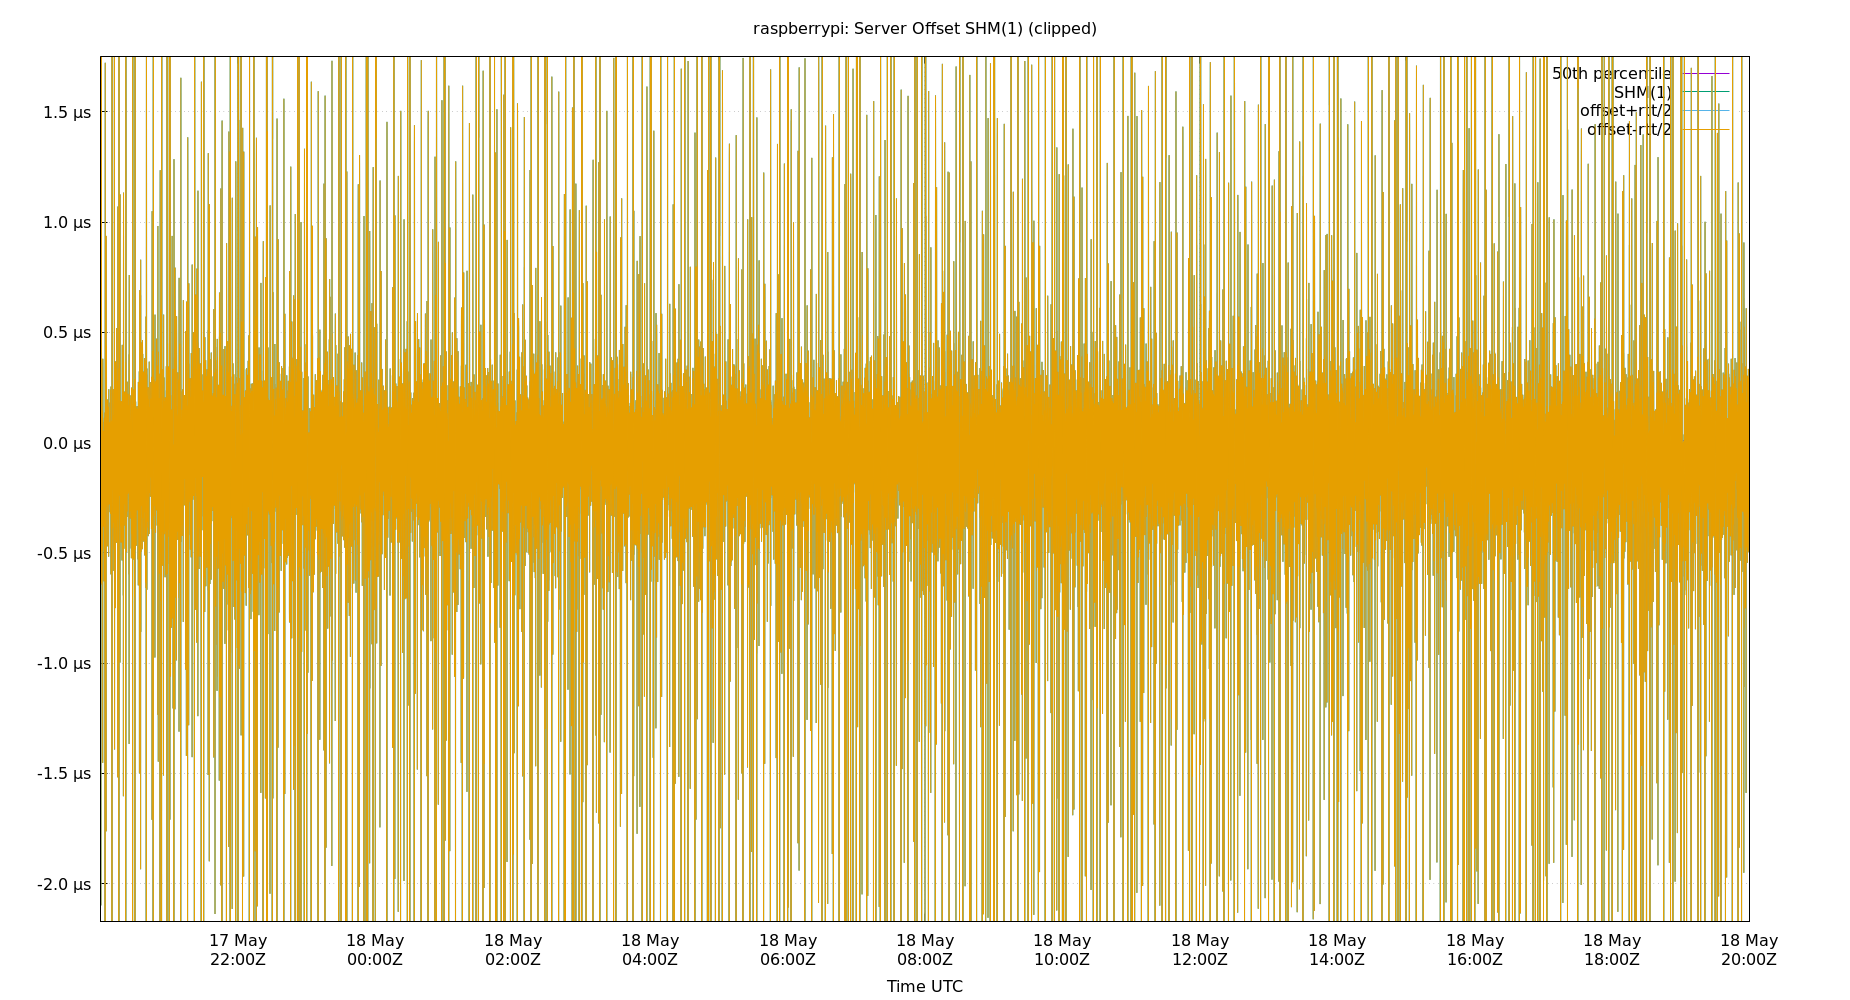 raspberrypi: Server Offset SHM(1) (clipped)
50th percentile
SHM(1)
offset+rtt/2
offset-rtt/2
1.5 µs
1.0 µs
0.5 µs
0.0 µs
-0.5 µs
-1.0 µs
-1.5 µs
-2.0 µs
17 May 18 May 18 May 18 May 18 May 18 May 18 May 18 May 18 May 18 May 18 May 18 May
22:00Z 00:00Z 02:00Z 04:00Z 06:00Z 08:00Z 10:00Z 12:00Z 14:00Z 16:00Z 18:00Z 20:00Z
Time UTC